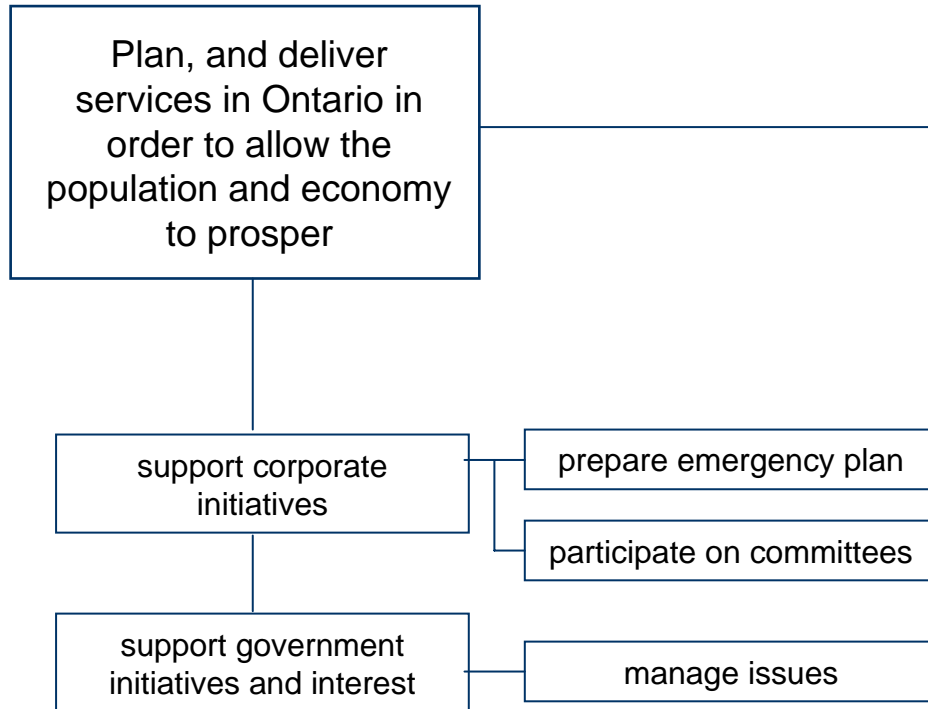 Plan, and deliver
services in Ontario in
order to allow the
population and economy
to prosper
support corporate
initiatives
prepare emergency plan
participate on committees
support government
initiatives and interest
manage issues